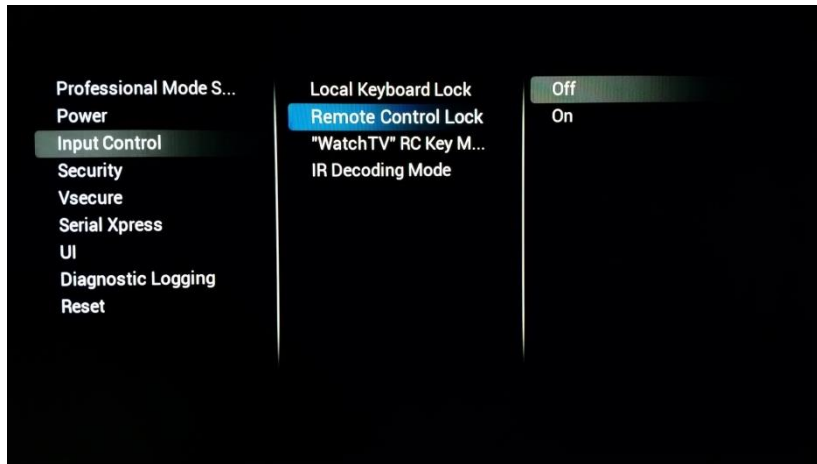 Professional Mode S...
Power
Input Control
Security
Vsecure
Serial Xpress
UI
Diagnostic Logging
Reset
Local Keyboard Lock
Remote Control Lock
"WatchTV" RC Key M...
IR Decoding Mode
Off
On